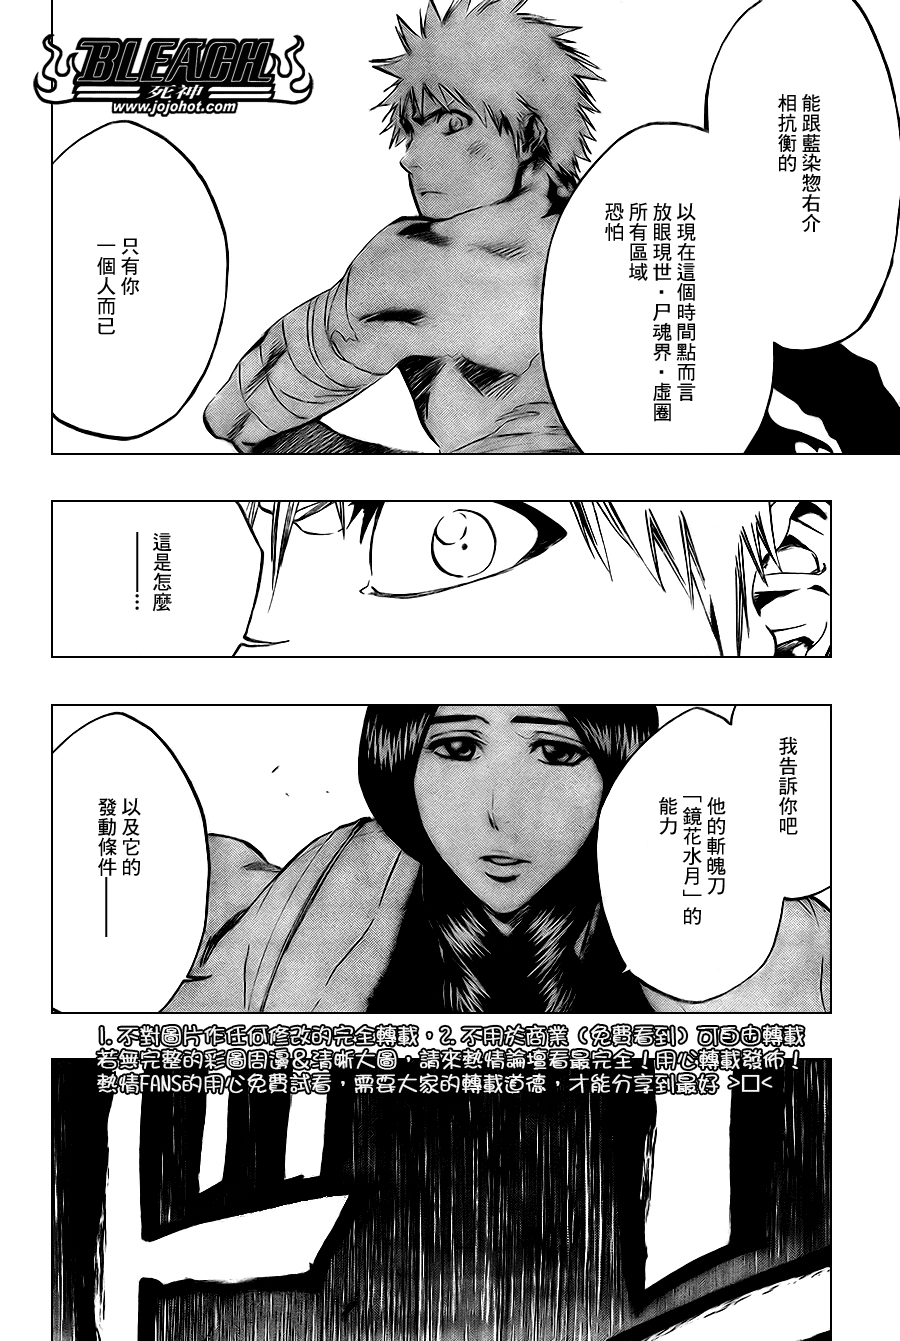 BLEACH
死神
www.jojohot.com
能跟藍染惣右介
相抗衡的
以現在這個時間點而言
放眼現世・尸魂界・虛圈
所有區域
恐怕
只有你
一個人而已
這是怎麼
———…
我告訴你吧
他的斬魄刀
「鏡花水月」的
能力
以及它的
發動條件——
1. 不對圖片作任何修改的完全轉載，2. 不用於商業（免費看到）可自由轉載
若無完整的彩圖周邊&清晰大圖，請來熱情論壇看最完全！用心轉載發佈！
熱情FANS的用心免費試看，需要大家的轉載道德，才能分享到最好 >□<